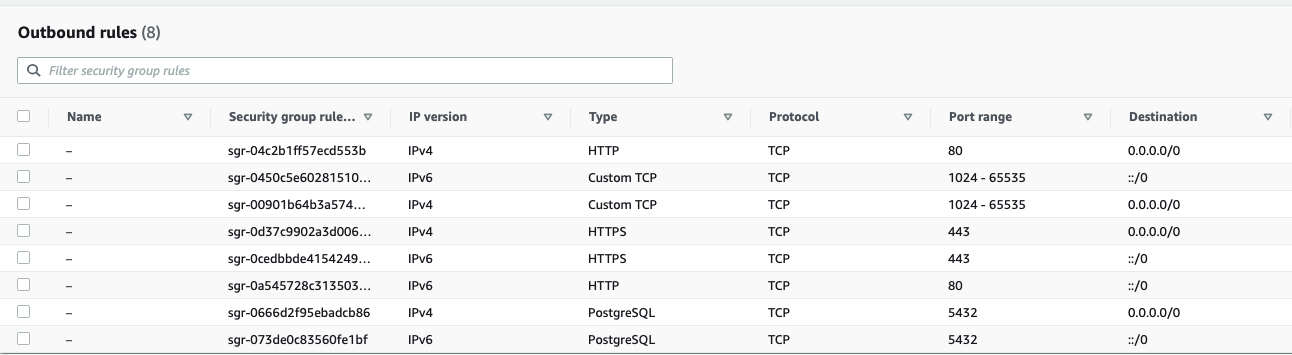 Outbound rules (8)
Filter security group rules
Name Security group rule... IP version Type Protocol Port range Destination
– sgr-04c2b1ff57ecd553b IPv4 HTTP TCP 80 0.0.0.0/0
– sgr-0450c5e60281510... IPv6 Custom TCP TCP 1024 - 65535 ::/0
– sgr-00901b64b3a574... IPv4 Custom TCP TCP 1024 - 65535 0.0.0.0/0
– sgr-0d37c9902a3d006... IPv4 HTTPS TCP 443 0.0.0.0/0
– sgr-0cedbbde4154249... IPv6 HTTPS TCP 443 ::/0
– sgr-0a545728c313503... IPv6 HTTP TCP 80 ::/0
– sgr-0666d2f95ebadcb86 IPv4 PostgreSQL TCP 5432 0.0.0.0/0
– sgr-073de0c83560fe1bf IPv6 PostgreSQL TCP 5432 ::/0